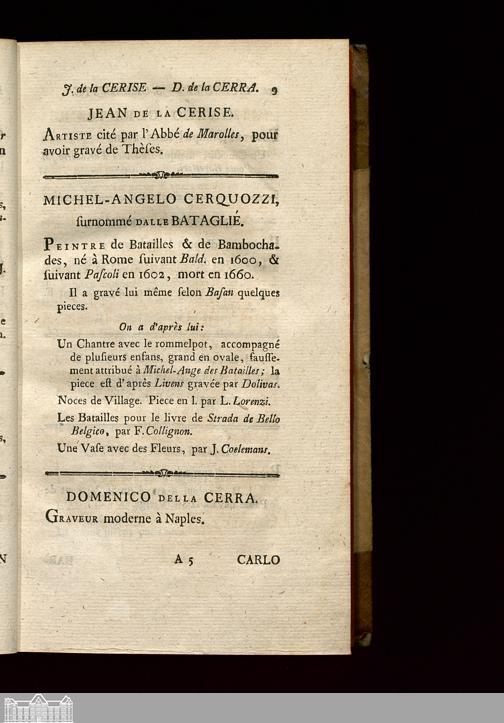 J. de la CERISE — D. de la CERRA. 9
JEAN DE LA CERISE.
ARTISTE cité par l'Abbé de Marolles, pour
avoir gravé de Thèſes.
MICHEL-ANGELO CERQUOZZI,
ſurnommé DALLE BATAGLIÉ.
PEINTRE de Batailles & de Bambocha-
des, né à Rome ſuivant Bald. en 1600, &
ſuivant Paſcoli en 1602, mort en 1660.
Il a gravé lui même ſelon Baſan quelques
pieces.
On a d'après lui:
Un Chantre avec le rommelpot, accompagné
de pluſieurs enfans, grand en ovale, fauſſe-
ment attribué à Michel-Ange des Batailles; la
piece eſt d'après Livens gravée par Dolivar.
Noces de Village. Piece en l. par L. Lorenzi.
Les Batailles pour le livre de Strada de Bello
Belgico, par F. Collignon.
Une Vaſe avec des Fleurs, par J. Coelemans.
DOMENICO DELLA CERRA.
GRAVEUR moderne à Naples.
A 5 CARLO